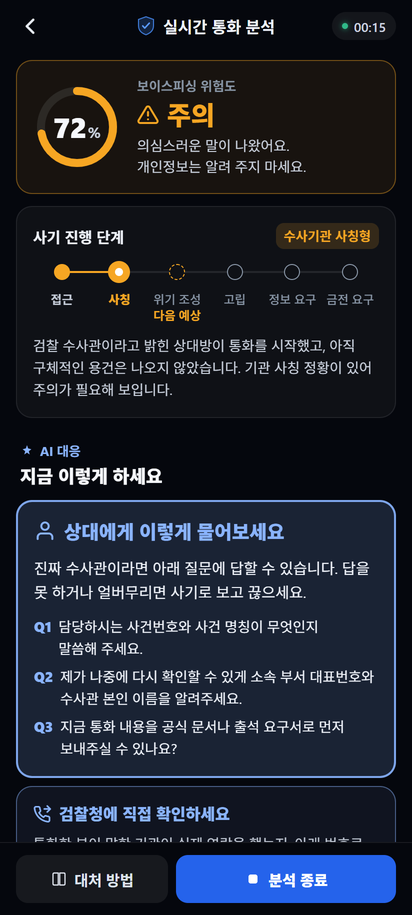 실시간 통화 분석
00:15
보이스피싱 위험도
72%
주의
의심스러운 말이 나왔어요.
개인정보는 알려 주지 마세요.
사기 진행 단계
수사기관 사칭형
접근
사칭
위기 조성
다음 예상
고립
정보 요구
금전 요구
검찰 수사관이라고 밝힌 상대방이 통화를 시작했고, 아직
구체적인 용건은 나오지 않았습니다. 기관 사칭 정황이 있어
주의가 필요해 보입니다.
AI 대응
지금 이렇게 하세요
상대에게 이렇게 물어보세요
진짜 수사관이라면 아래 질문에 답할 수 있습니다. 답을
못 하거나 얼버무리면 사기로 보고 끊으세요.
Q1 담당하시는 사건번호와 사건 명칭이 무엇인지
말씀해 주세요.
Q2 제가 나중에 다시 확인할 수 있게 소속 부서 대표번호와
수사관 본인 이름을 알려주세요.
Q3 지금 통화 내용을 공식 문서나 출석 요구서로 먼저
보내주실 수 있나요?
검찰청에 직접 확인하세요
대처 방법
분석 종료